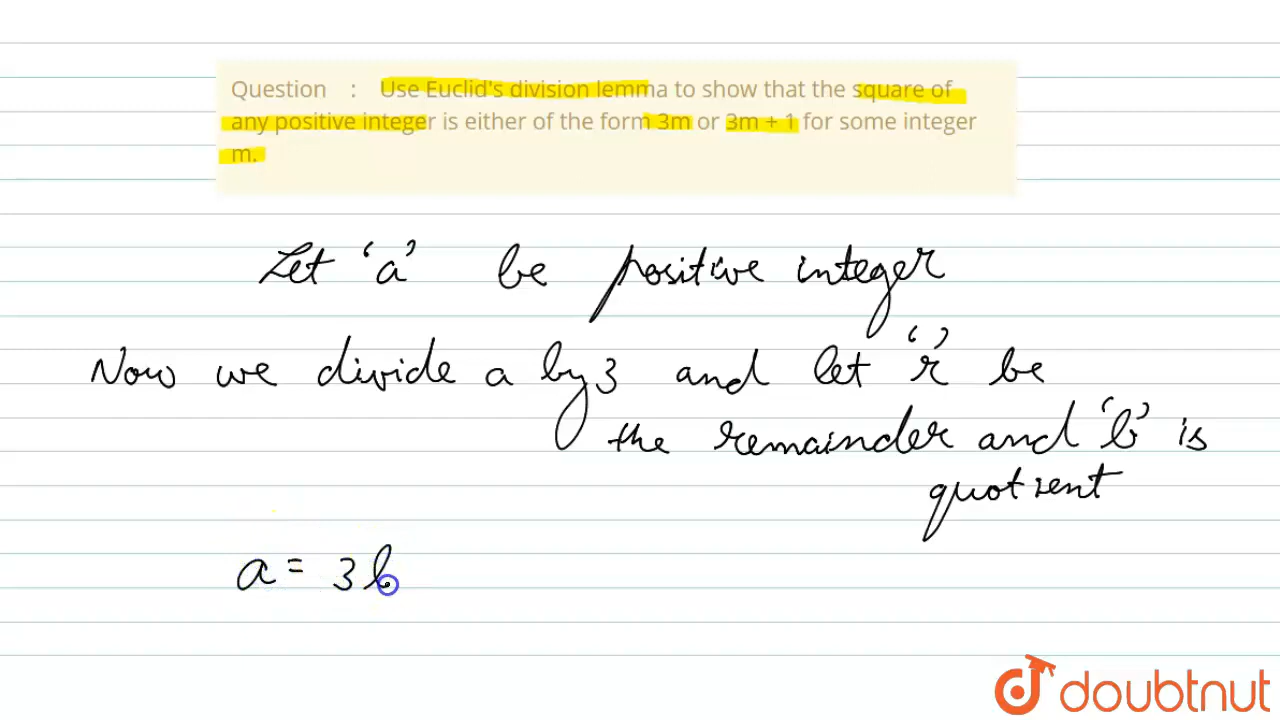 Question : Use Euclid's division lemma to show that the square of
any positive integer is either of the form 3m or 3m + 1 for some integer
m.
Let 'a' be positive integer
Now we divide a by 3 and let 'r' be
the remainder and 'b' is
quotient
a = 3b
doubtnut